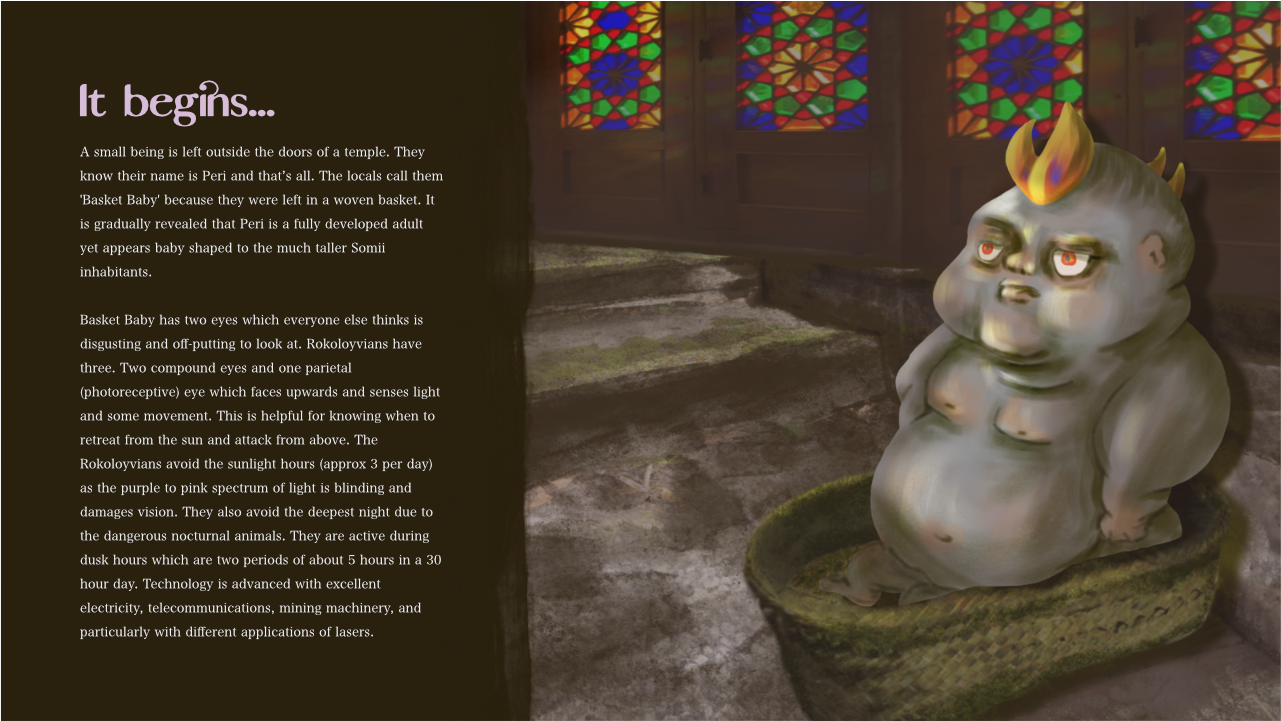 It begins...
A small being is left outside the doors of a temple. They
know their name is Peri and that's all. The locals call them
'Basket Baby' because they were left in a woven basket. It
is gradually revealed that Peri is a fully developed adult
yet appears baby shaped to the much taller Somii
inhabitants.
Basket Baby has two eyes which everyone else thinks is
disgusting and off-putting to look at. Rokoloyvians have
three. Two compound eyes and one parietal
(photoreceptive) eye which faces upwards and senses light
and some movement. This is helpful for knowing when to
retreat from the sun and attack from above. The
Rokoloyvians avoid the sunlight hours (approx 3 per day)
as the purple to pink spectrum of light is blinding and
damages vision. They also avoid the deepest night due to
the dangerous nocturnal animals. They are active during
dusk hours which are two periods of about 5 hours in a 30
hour day. Technology is advanced with excellent
electricity, telecommunications, mining machinery, and
particularly with different applications of lasers.